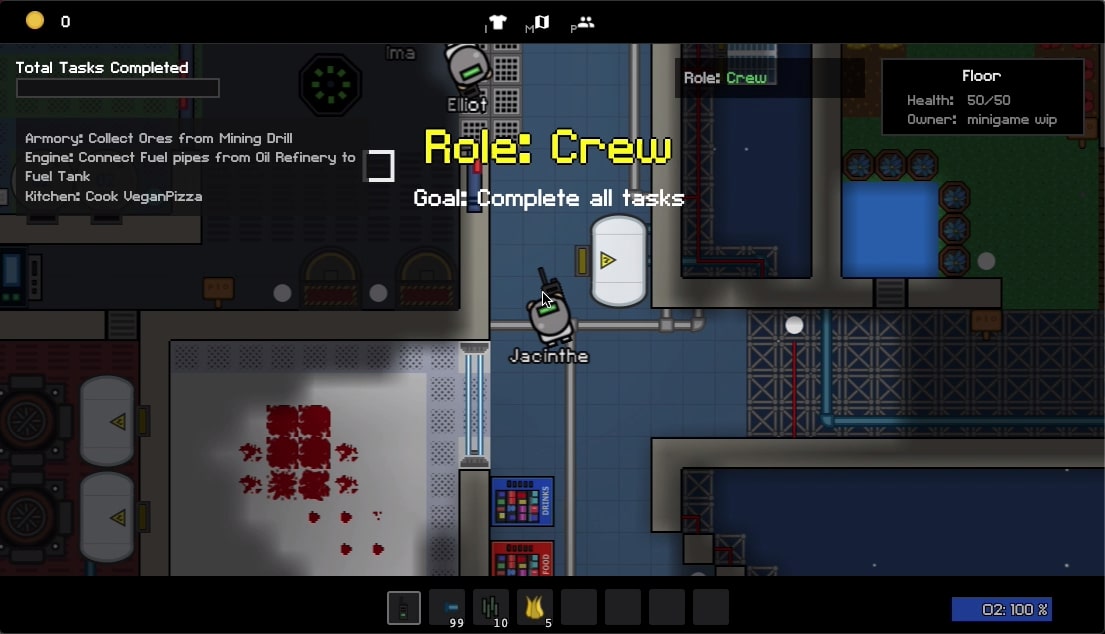 0
I
M
P
Total Tasks Completed
Armory: Collect Ores from Mining Drill
Engine: Connect Fuel pipes from Oil Refinery to
Fuel Tank
Kitchen: Cook VeganPizza
Ima
Elliot
Role: Crew
Floor
Health: 50/50
Owner: minigame wip
Role: Crew
Goal: Complete all tasks
PIO
PIO
Jacinthe
DRINKS
FOOD
99
10
5
O2: 100 %